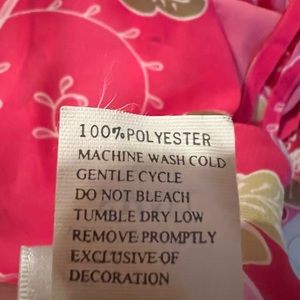 100% POLYESTER
MACHINE WASH COLD
GENTLE CYCLE
DO NOT BLEACH
TUMBLE DRY LOW
REMOVE PROMPTLY
EXCLUSIVE OF
DECORATION